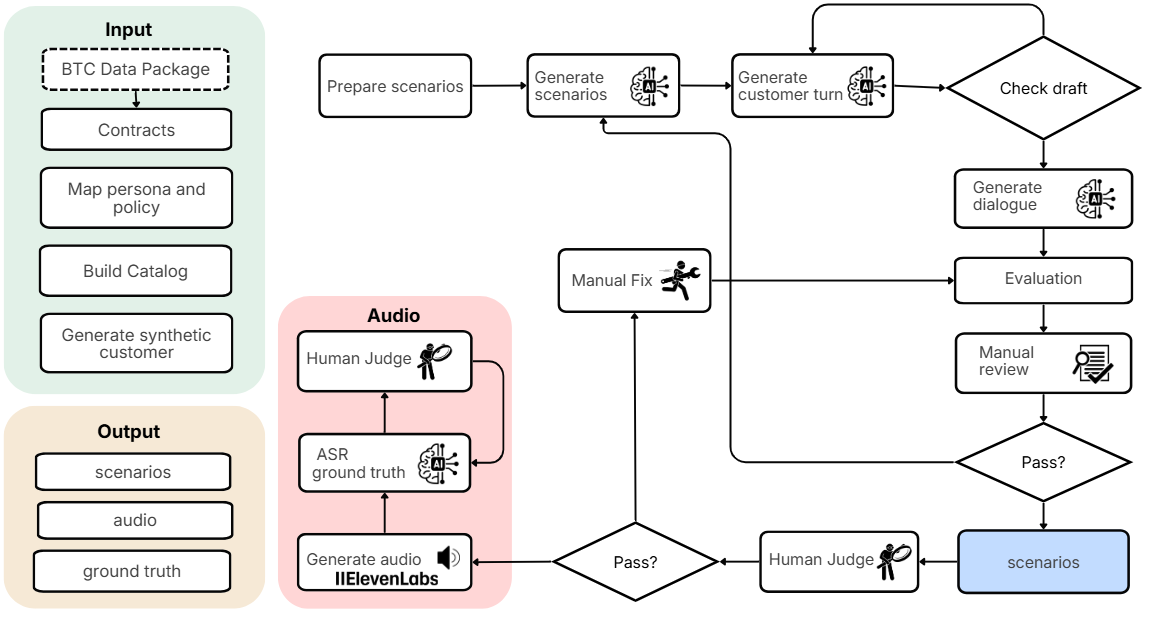 Input
BTC Data Package
Contracts
Map persona and
policy
Build Catalog
Generate synthetic
customer
Output
scenarios
audio
ground truth
Prepare scenarios
Generate
scenarios
AI
Generate
customer turn
AI
Check draft
Generate
dialogue
AI
Evaluation
Manual
review
Pass?
scenarios
Human Judge
Pass?
Manual Fix
Audio
Human Judge
ASR
ground truth
AI
Generate audio
IIElevenLabs